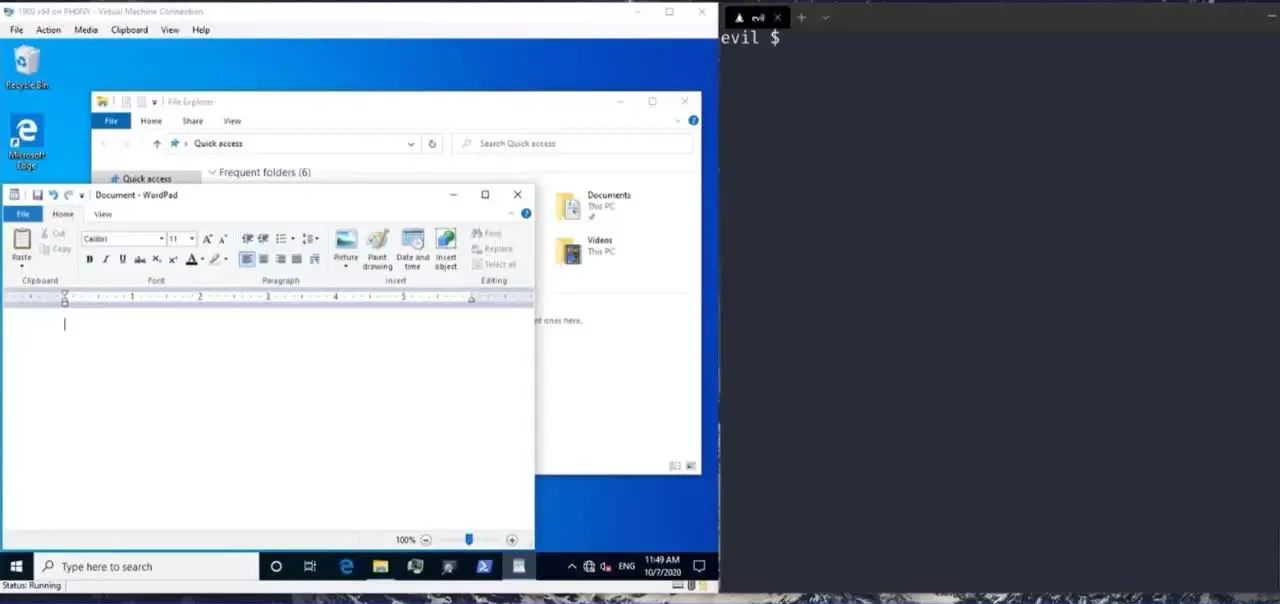 1909 x64 on PHONY - Virtual Machine Connection
File Action Media Clipboard View Help
Recycle Bin
Microsoft Edge
File Explorer
File Home Share View
Quick access
Search Quick access
Quick access
Frequent folders (6)
Documents
This PC
Videos
This PC
nt ones here.
Document - WordPad
File Home View
Paste
Cut
Copy
Clipboard
Calibri 11
B I U abc X₂ X² A
Font
Paragraph
Picture
Paint drawing
Date and time
Insert object
Insert
Find
Replace
Select all
Editing
1 2 3 4 5
100%
Type here to search
ENG
11:49 AM
10/7/2020
Status: Running
evil
evil $